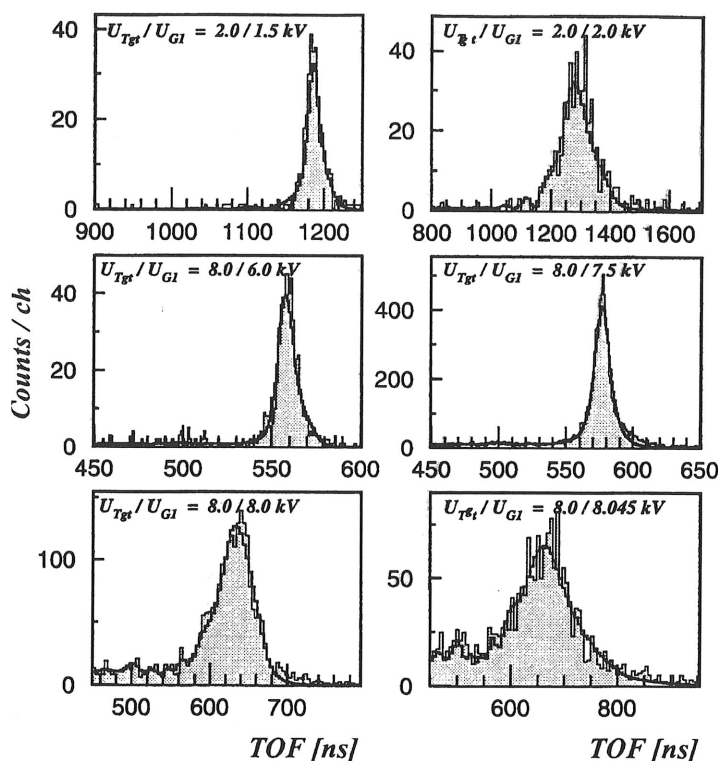 U_Tgt / U_G1 = 2.0 / 1.5 kV
40
20
0
900 1000 1100 1200
U_Tgt / U_G1 = 2.0 / 2.0 kV
40
20
0
800 1000 1200 1400 1600
Counts / ch
U_Tgt / U_G1 = 8.0 / 6.0 kV
40
20
0
450 500 550 600
U_Tgt / U_G1 = 8.0 / 7.5 kV
400
200
0
450 500 550 600 650
U_Tgt / U_G1 = 8.0 / 8.0 kV
100
0
500 600 700
TOF [ns]
U_Tgt / U_G1 = 8.0 / 8.045 kV
75
50
25
0
600 800
TOF [ns]